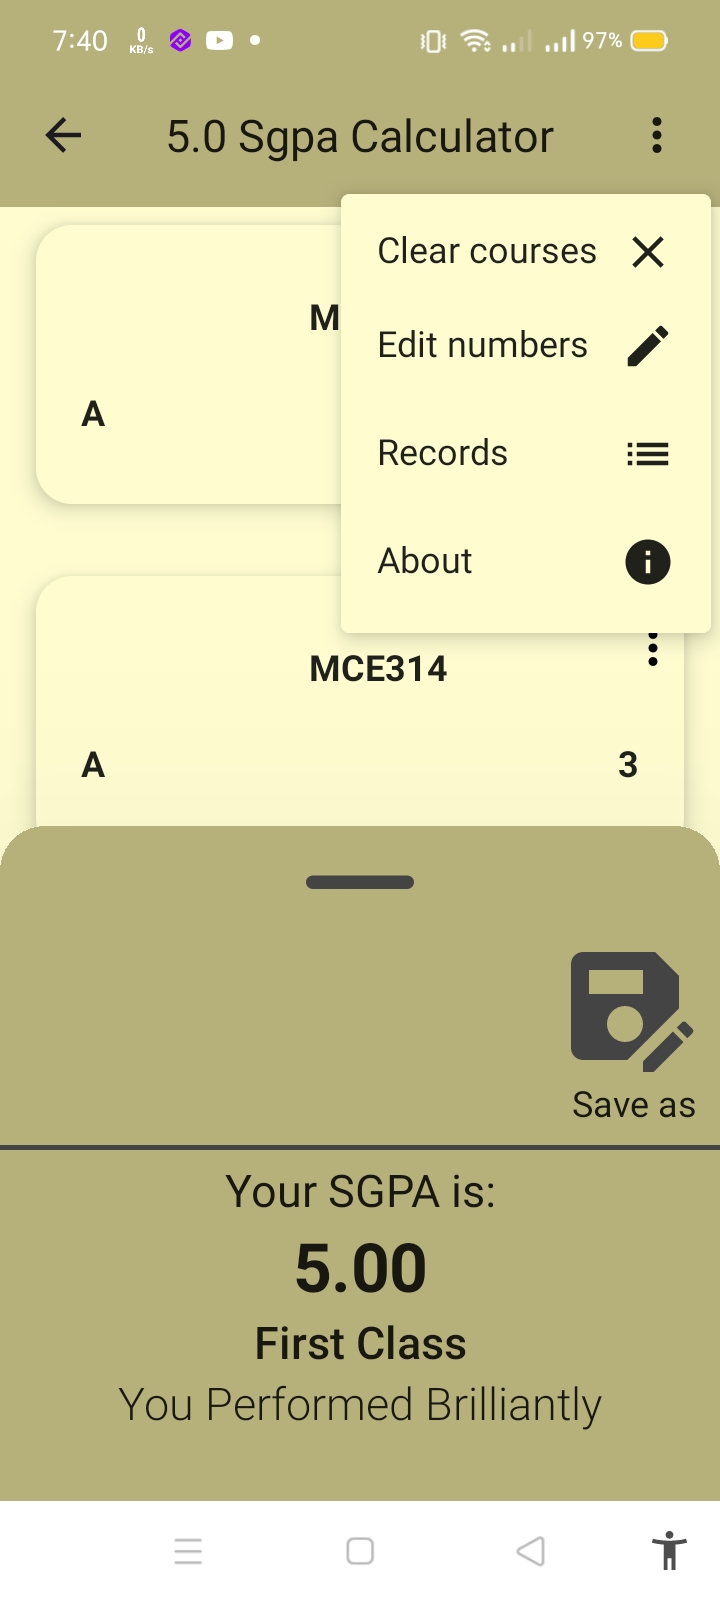 7:40 0 KB/s 97%
5.0 Sgpa Calculator
Clear courses
Edit numbers
Records
About
M
A
MCE314
A 3
Save as
Your SGPA is:
5.00
First Class
You Performed Brilliantly